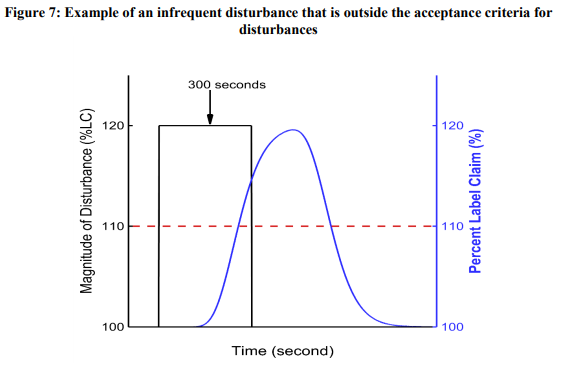 Figure 7: Example of an infrequent disturbance that is outside the acceptance criteria for
disturbances
300 seconds
Magnitude of Disturbance (%LC)
120
110
100
120
110
100
Percent Label Claim (%)
Time (second)